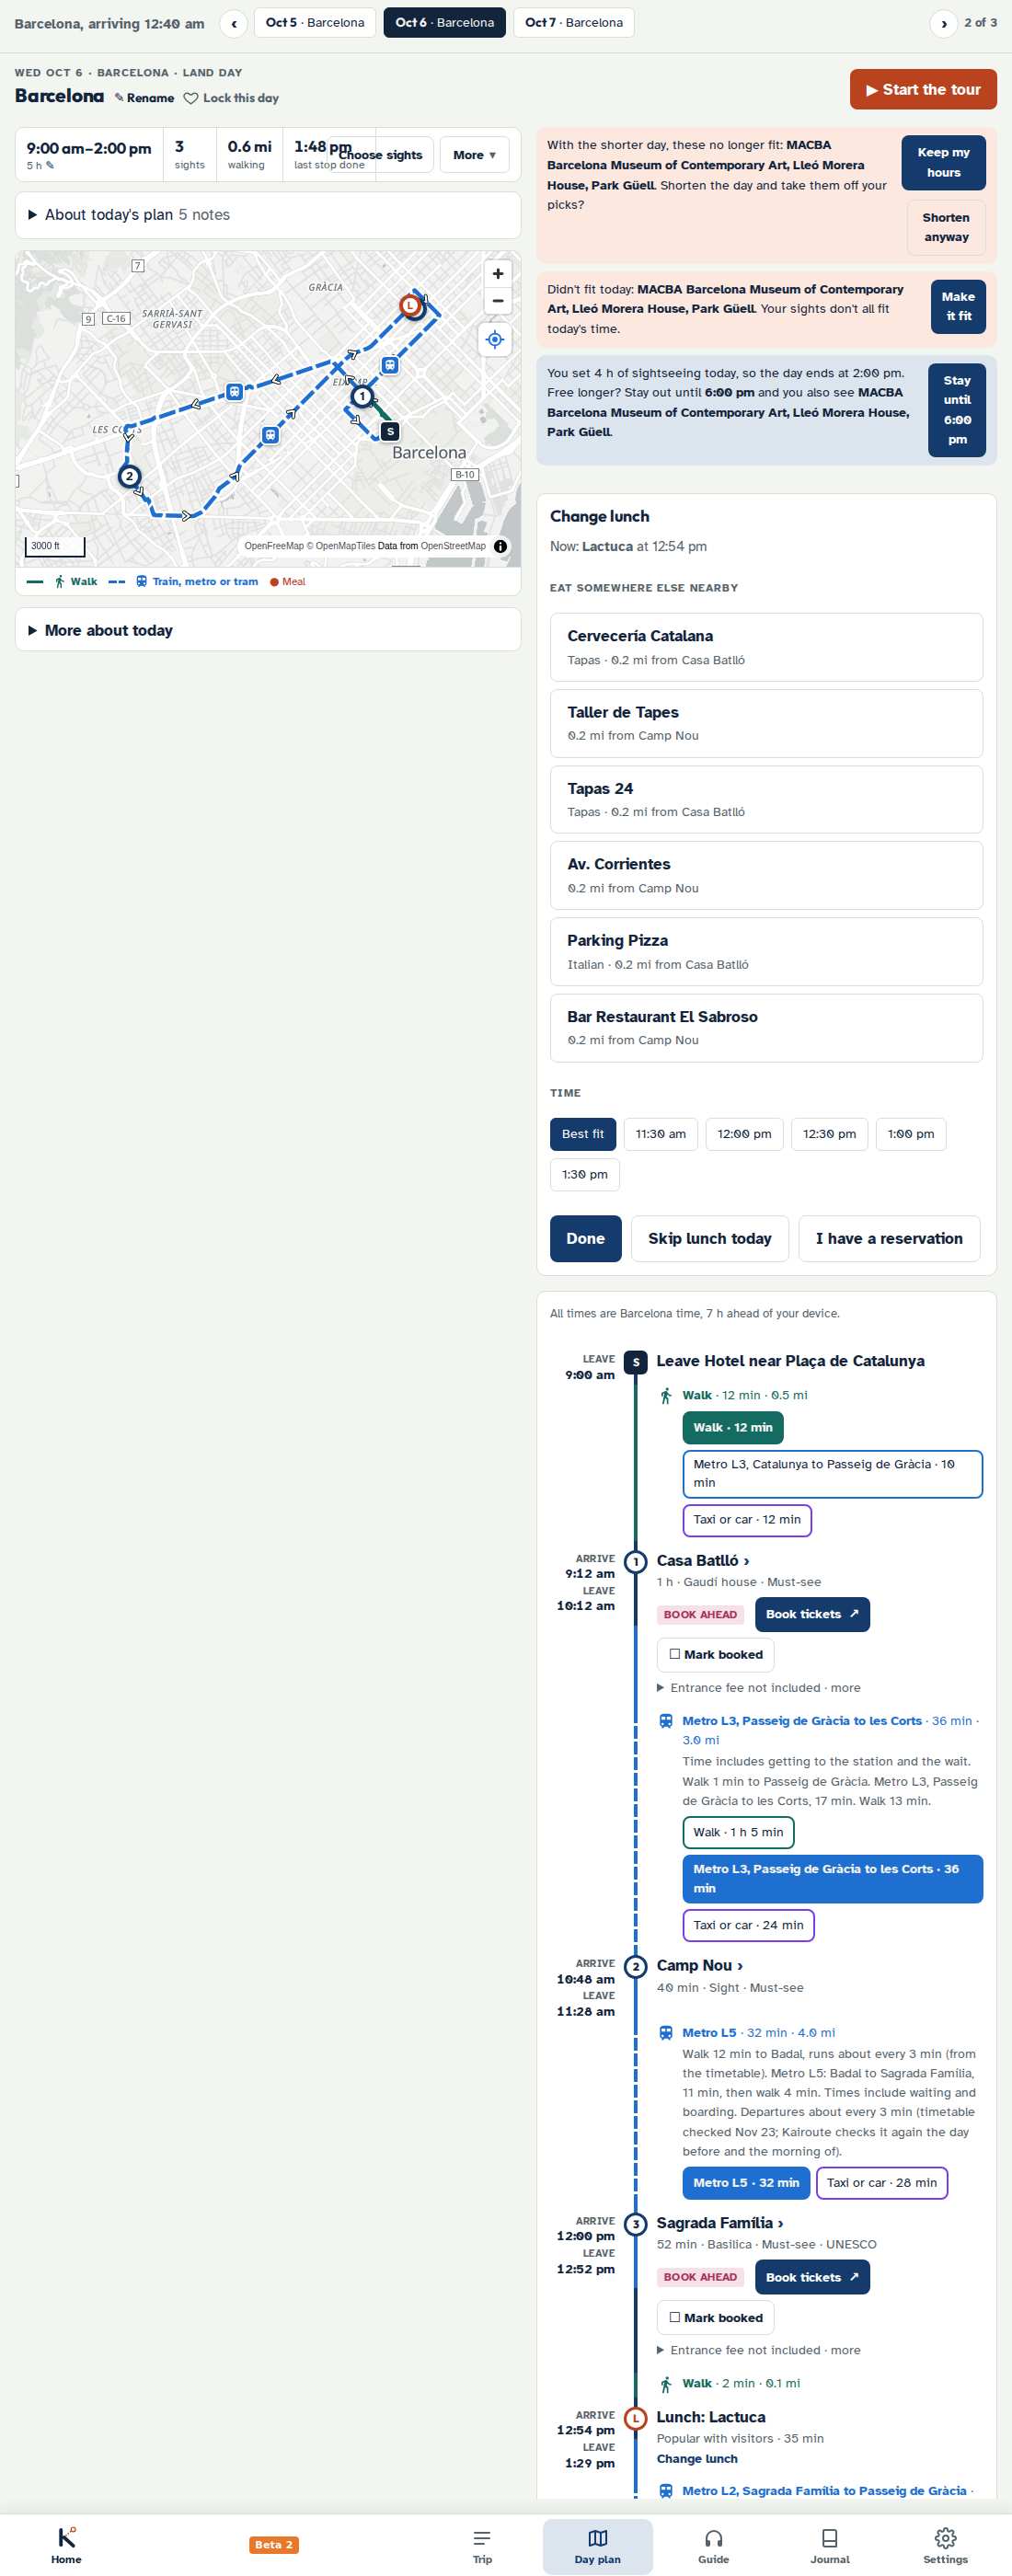 Barcelona, arriving 12:40 am
‹
Oct 5 · Barcelona
Oct 6 · Barcelona
Oct 7 · Barcelona
›
2 of 3
WED OCT 6 · BARCELONA · LAND DAY
Barcelona ✎ Rename ♡ Lock this day
▶ Start the tour
9:00 am–2:00 pm
5 h ✎
3
sights
0.6 mi
walking
1:48 pm
last stop done
Choose sights
More ▼
▶ About today's plan 5 notes
7
GRÀCIA
9
C-16
SARRIÀ-SANT
GERVASI
L
1
LES CORTS
S
Barcelona
2
B-10
3000 ft
OpenFreeMap © OpenMapTiles Data from OpenStreetMap
Walk
Train, metro or tram
Meal
▶ More about today
With the shorter day, these no longer fit: MACBA
Barcelona Museum of Contemporary Art, Lleó Morera
House, Park Güell. Shorten the day and take them off your
picks?
Keep my
hours
Shorten
anyway
Didn't fit today: MACBA Barcelona Museum of Contemporary
Art, Lleó Morera House, Park Güell. Your sights don't all fit
today's time.
Make
it fit
You set 4 h of sightseeing today, so the day ends at 2:00 pm.
Free longer? Stay out until 6:00 pm and you also see MACBA
Barcelona Museum of Contemporary Art, Lleó Morera House,
Park Güell.
Stay
until
6:00
pm
Change lunch
Now: Lactuca at 12:54 pm
EAT SOMEWHERE ELSE NEARBY
Cervecería Catalana
Tapas · 0.2 mi from Casa Batlló
Taller de Tapes
0.2 mi from Camp Nou
Tapas 24
Tapas · 0.2 mi from Casa Batlló
Av. Corrientes
0.2 mi from Camp Nou
Parking Pizza
Italian · 0.2 mi from Casa Batlló
Bar Restaurant El Sabroso
0.2 mi from Camp Nou
TIME
Best fit
11:30 am
12:00 pm
12:30 pm
1:00 pm
1:30 pm
Done
Skip lunch today
I have a reservation
All times are Barcelona time, 7 h ahead of your device.
LEAVE
9:00 am
S
Leave Hotel near Plaça de Catalunya
Walk · 12 min · 0.5 mi
Walk · 12 min
Metro L3, Catalunya to Passeig de Gràcia · 10
min
Taxi or car · 12 min
ARRIVE
9:12 am
LEAVE
10:12 am
1
Casa Batlló ›
1 h · Gaudí house · Must-see
BOOK AHEAD
Book tickets ↗
☐ Mark booked
▶ Entrance fee not included · more
Metro L3, Passeig de Gràcia to les Corts · 36 min ·
3.0 mi
Time includes getting to the station and the wait.
Walk 1 min to Passeig de Gràcia. Metro L3, Passeig
de Gràcia to les Corts, 17 min. Walk 13 min.
Walk · 1 h 5 min
Metro L3, Passeig de Gràcia to les Corts · 36
min
Taxi or car · 24 min
ARRIVE
10:48 am
LEAVE
11:28 am
2
Camp Nou ›
40 min · Sight · Must-see
Metro L5 · 32 min · 4.0 mi
Walk 12 min to Badal, runs about every 3 min (from
the timetable). Metro L5: Badal to Sagrada Família,
11 min, then walk 4 min. Times include waiting and
boarding. Departures about every 3 min (timetable
checked Nov 23; Kairoute checks it again the day
before and the morning of).
Metro L5 · 32 min
Taxi or car · 28 min
ARRIVE
12:00 pm
LEAVE
12:52 pm
3
Sagrada Família ›
52 min · Basilica · Must-see · UNESCO
BOOK AHEAD
Book tickets ↗
☐ Mark booked
▶ Entrance fee not included · more
Walk · 2 min · 0.1 mi
ARRIVE
12:54 pm
LEAVE
1:29 pm
L
Lunch: Lactuca
Popular with visitors · 35 min
Change lunch
Metro L2, Sagrada Família to Passeig de Gràcia ·
Home
Beta 2
Trip
Day plan
Guide
Journal
Settings